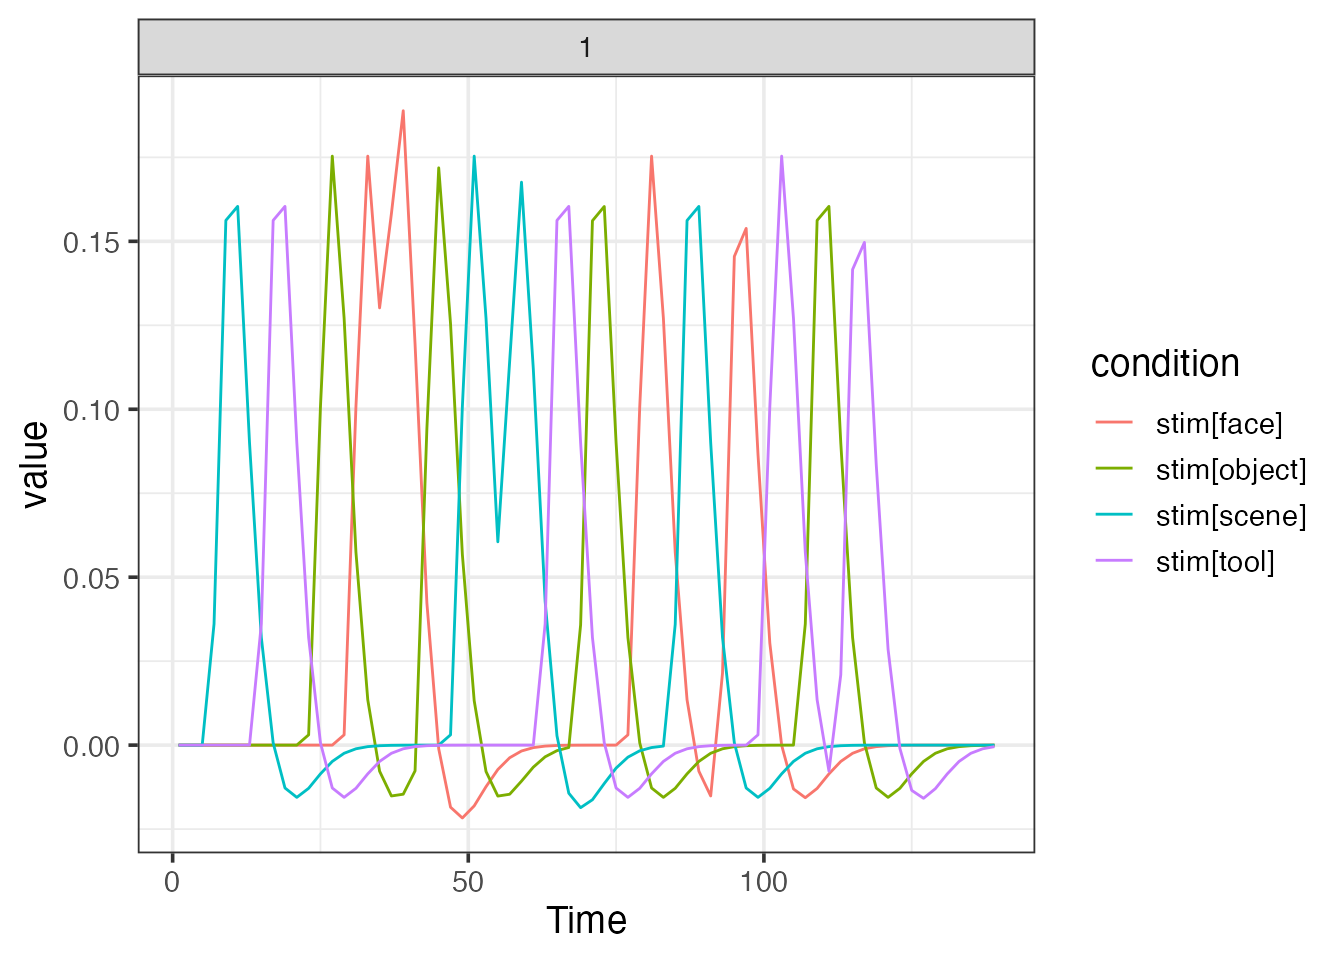 1
value
0.15
0.10
0.05
0.00
0
50
100
Time
condition
stim[face]
stim[object]
stim[scene]
stim[tool]